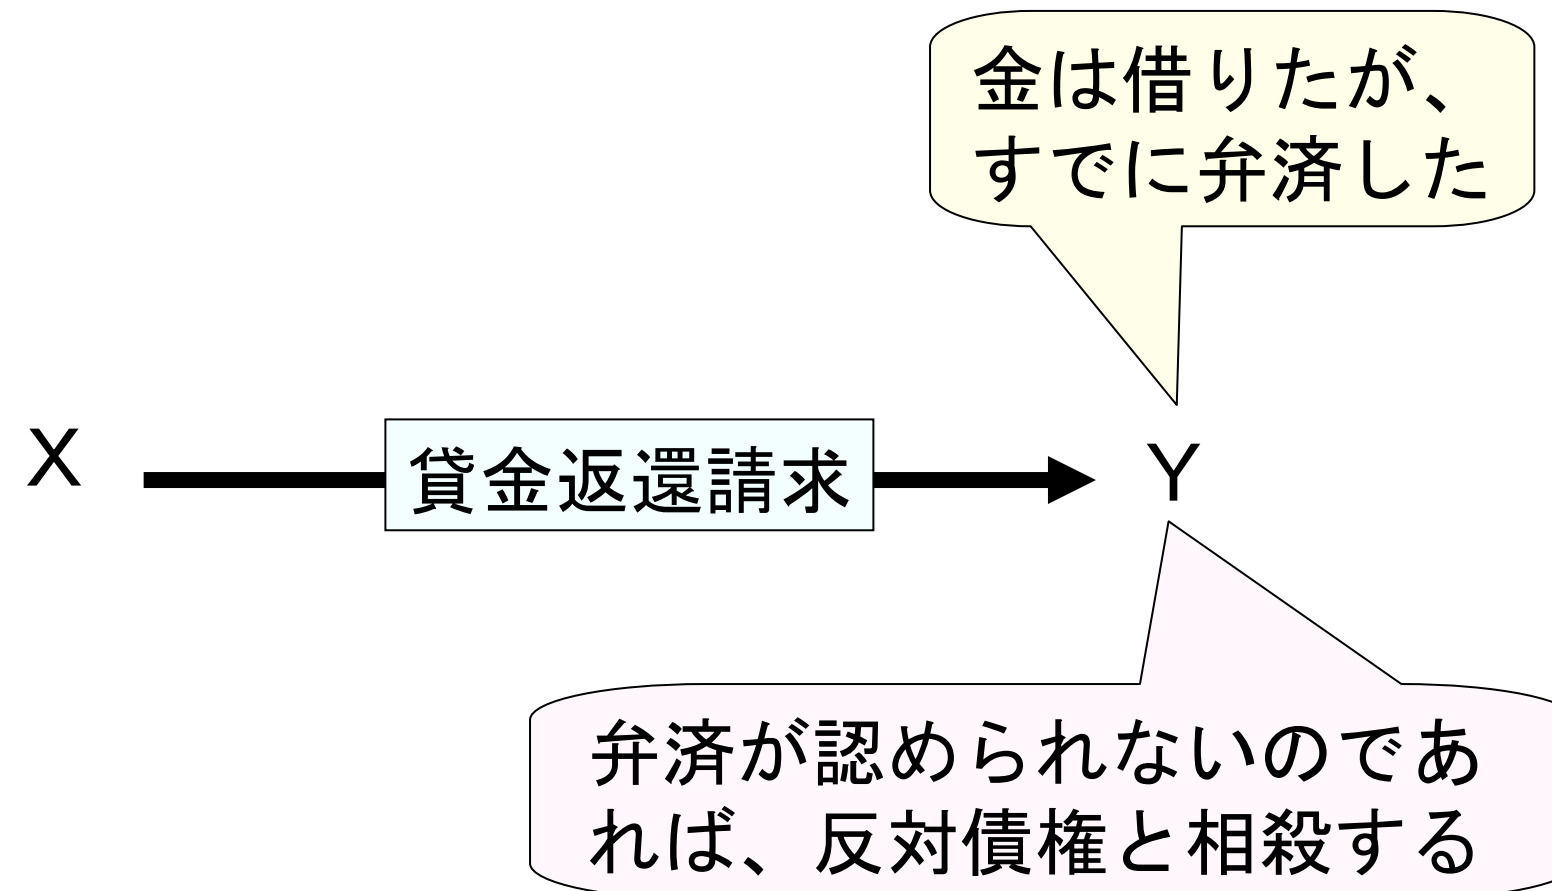 金は借りたが、
すでに弁済した
X
貸金返還請求
Y
弁済が認められないのであ
れば、反対債権と相殺する